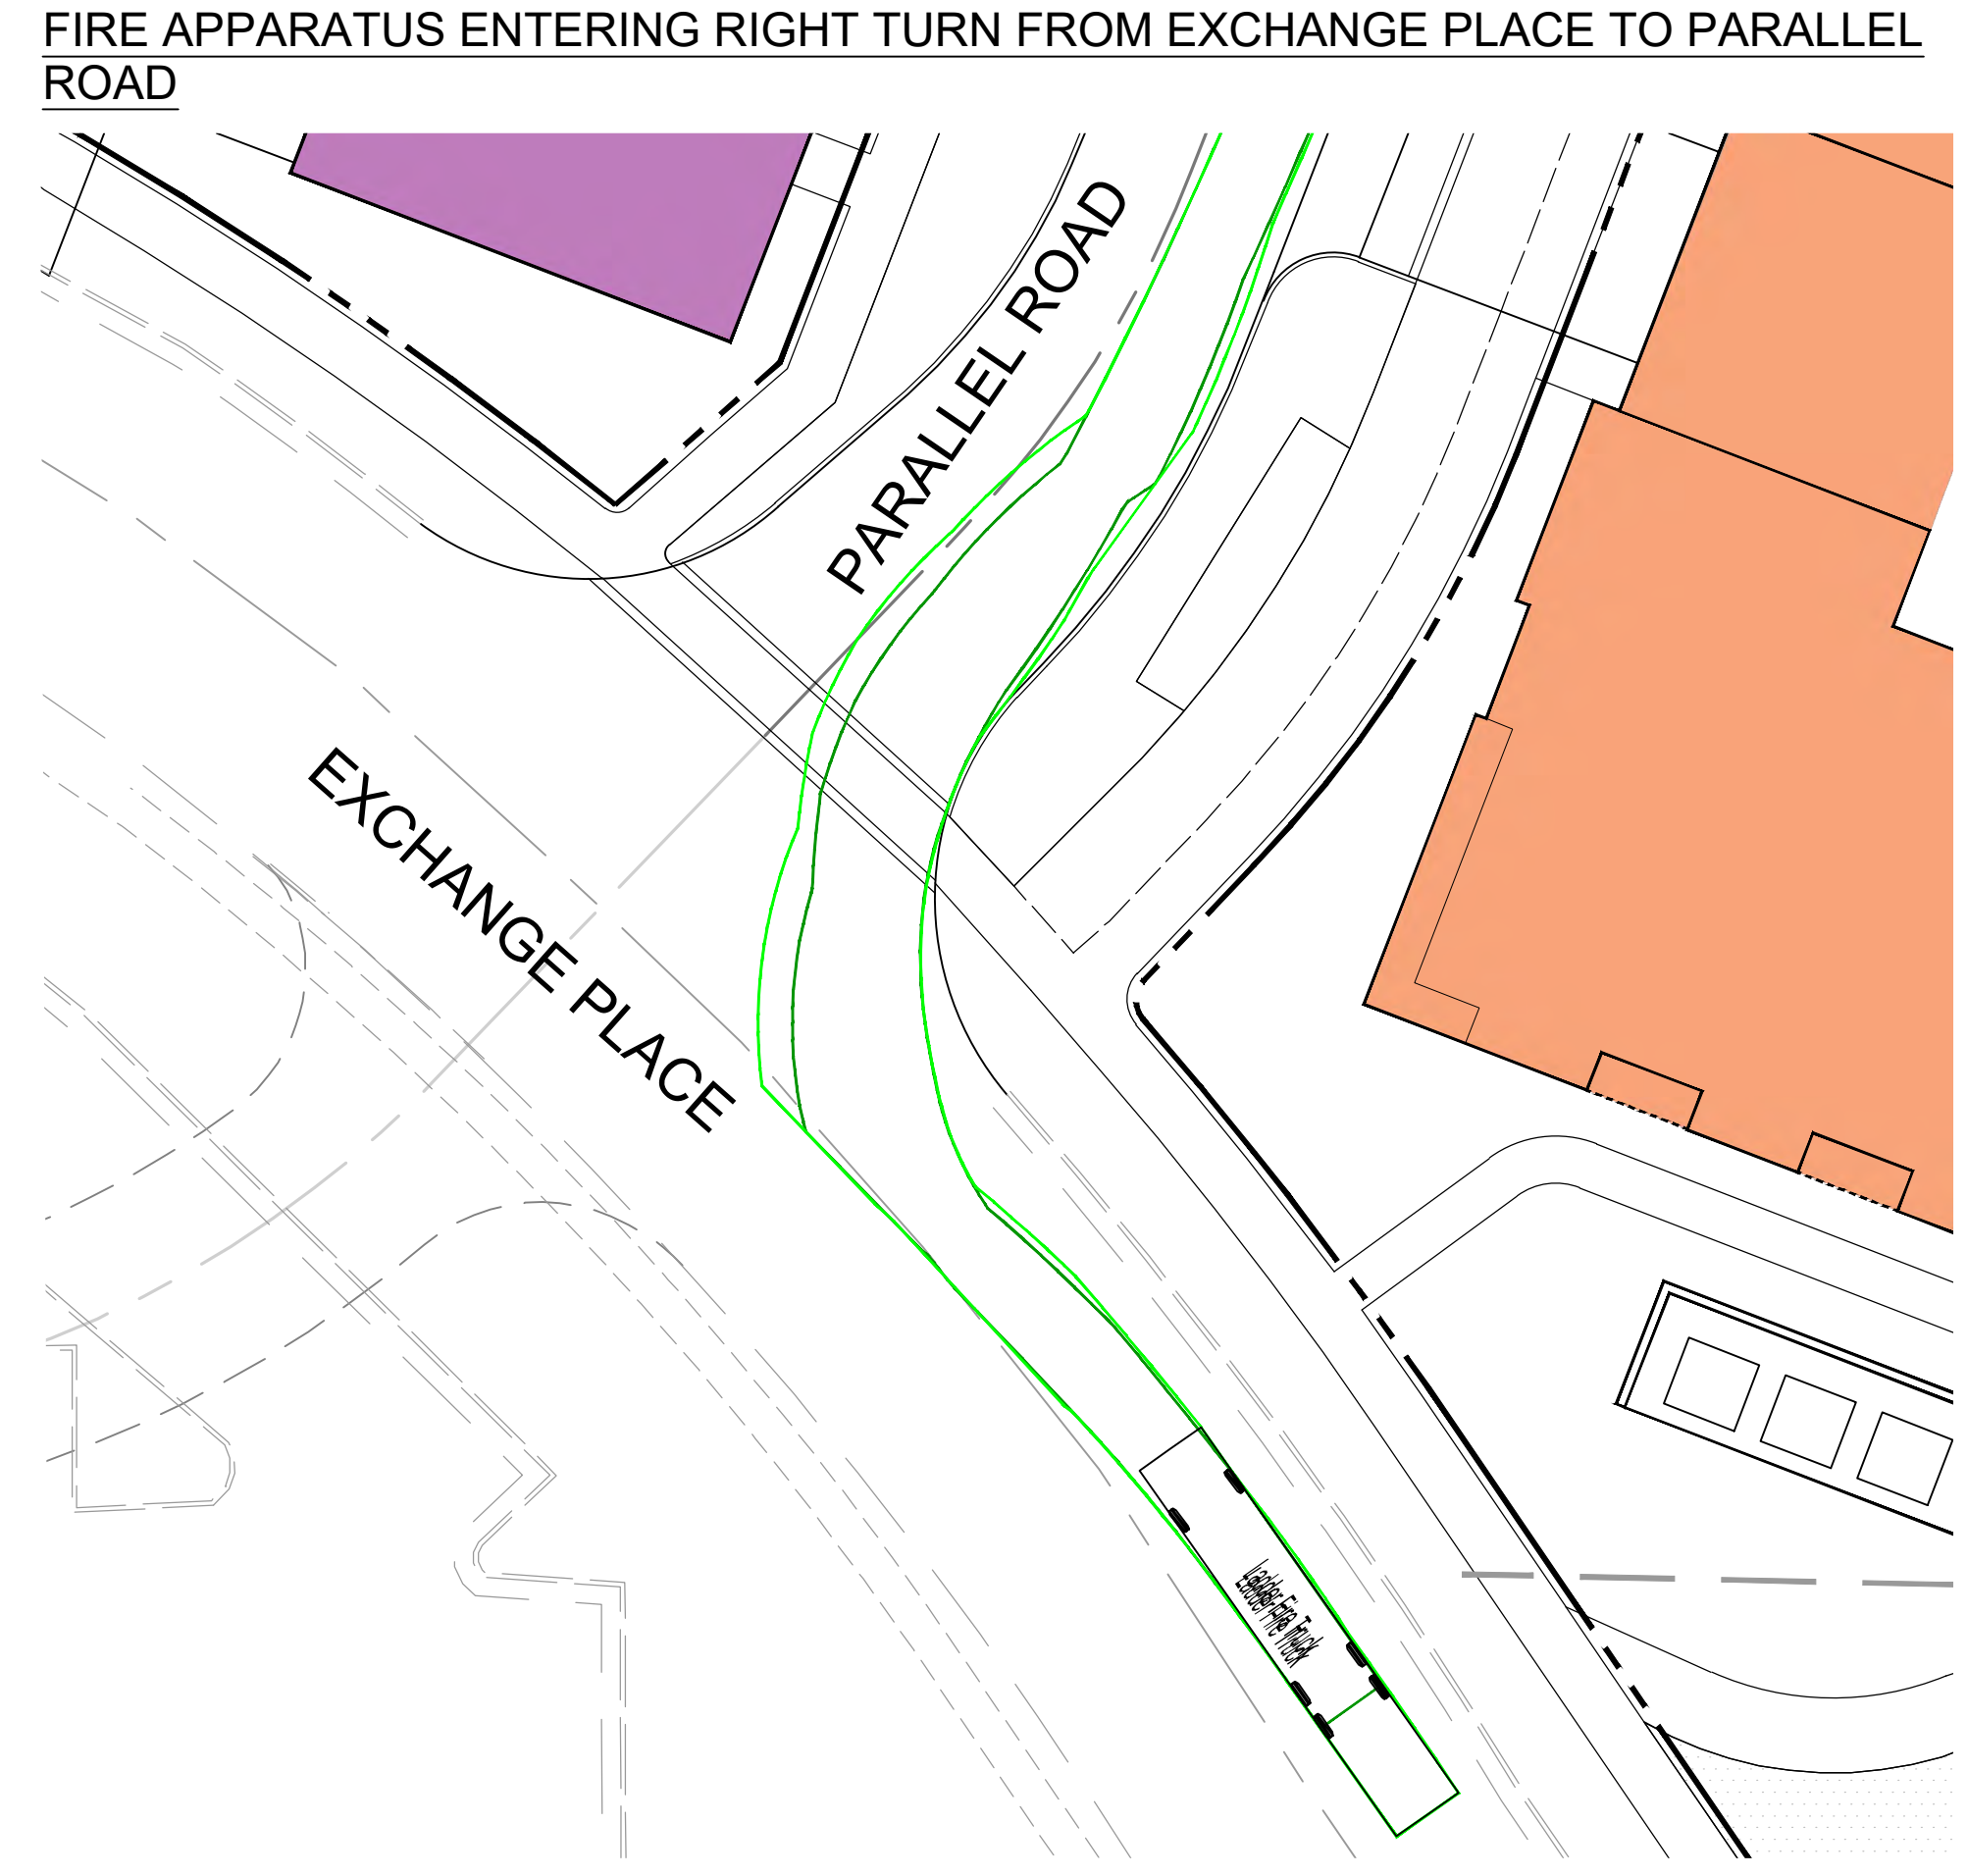 FIRE APPARATUS ENTERING RIGHT TURN FROM EXCHANGE PLACE TO PARALLEL
ROAD
PARALLEL ROAD
EXCHANGE PLACE
Ladder Fire Truck